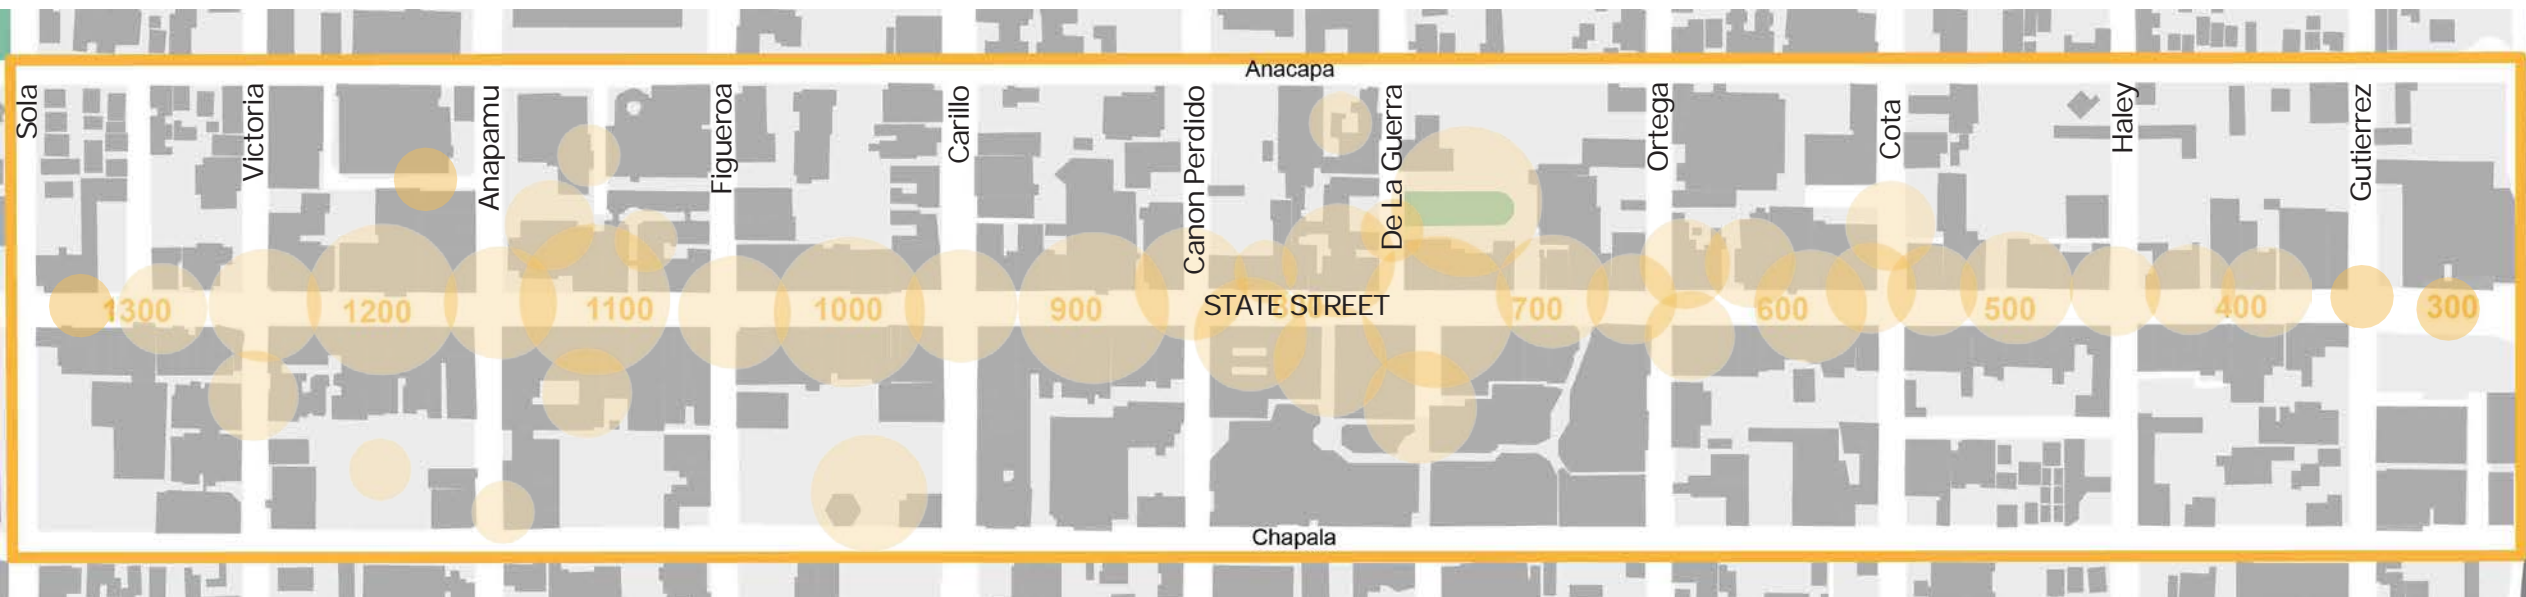 Anacapa
Sola
Victoria
Anapamu
Figueroa
Carillo
Canon Perdido
De La Guerra
Ortega
Cota
Haley
Gutierrez
1300
1200
1100
1000
900
STATE STREET
700
600
500
400
300
Chapala